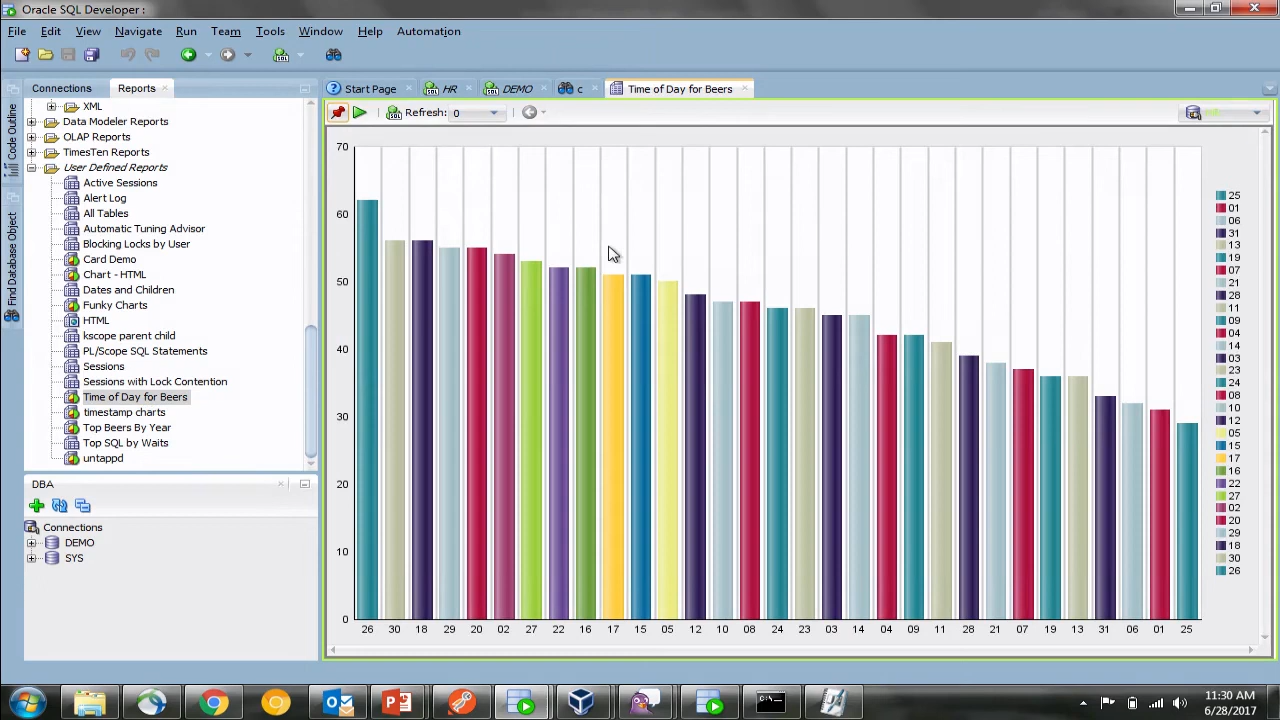 Oracle SQL Developer :
File Edit View Navigate Run Team Tools Window Help Automation
Connections Reports
Start Page HR DEMO c Time of Day for Beers
Refresh: 0
Code Outline
Find Database Object
XML
Data Modeler Reports
OLAP Reports
TimesTen Reports
User Defined Reports
Active Sessions
Alert Log
All Tables
Automatic Tuning Advisor
Blocking Locks by User
Card Demo
Chart - HTML
Dates and Children
Funky Charts
HTML
kscope parent child
PL/Scope SQL Statements
Sessions
Sessions with Lock Contention
Time of Day for Beers
timestamp charts
Top Beers By Year
Top SQL by Waits
untappd
DBA
Connections
DEMO
SYS
70
60
50
40
30
20
10
0
26 30 18 29 20 02 27 22 16 17 15 05 12 10 08 24 23 03 14 04 09 11 28 21 07 19 13 31 06 01 25
25
01
06
31
13
19
07
21
28
11
09
04
14
03
23
24
08
10
12
05
15
17
16
22
27
02
20
29
18
30
26
11:30 AM
6/28/2017